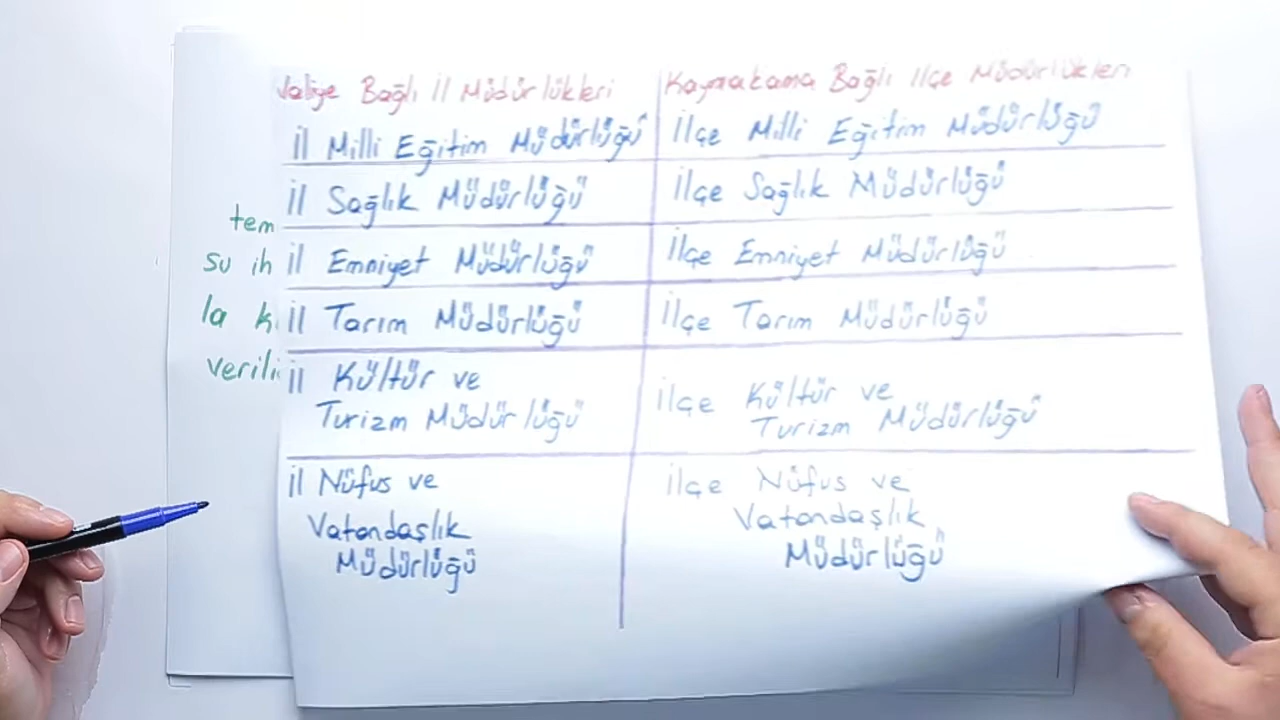 Valiye Bağlı İl Müdürlükleri
Kaymakama Bağlı İlçe Müdürlükleri
İl Milli Eğitim Müdürlüğü
İlçe Milli Eğitim Müdürlüğü
İl Sağlık Müdürlüğü
İlçe Sağlık Müdürlüğü
İl Emniyet Müdürlüğü
İlçe Emniyet Müdürlüğü
İl Tarım Müdürlüğü
İlçe Tarım Müdürlüğü
İl Kültür ve
Turizm Müdürlüğü
İlçe Kültür ve
Turizm Müdürlüğü
İl Nüfus ve
Vatandaşlık
Müdürlüğü
İlçe Nüfus ve
Vatandaşlık
Müdürlüğü
tem
su ih
la k
verili